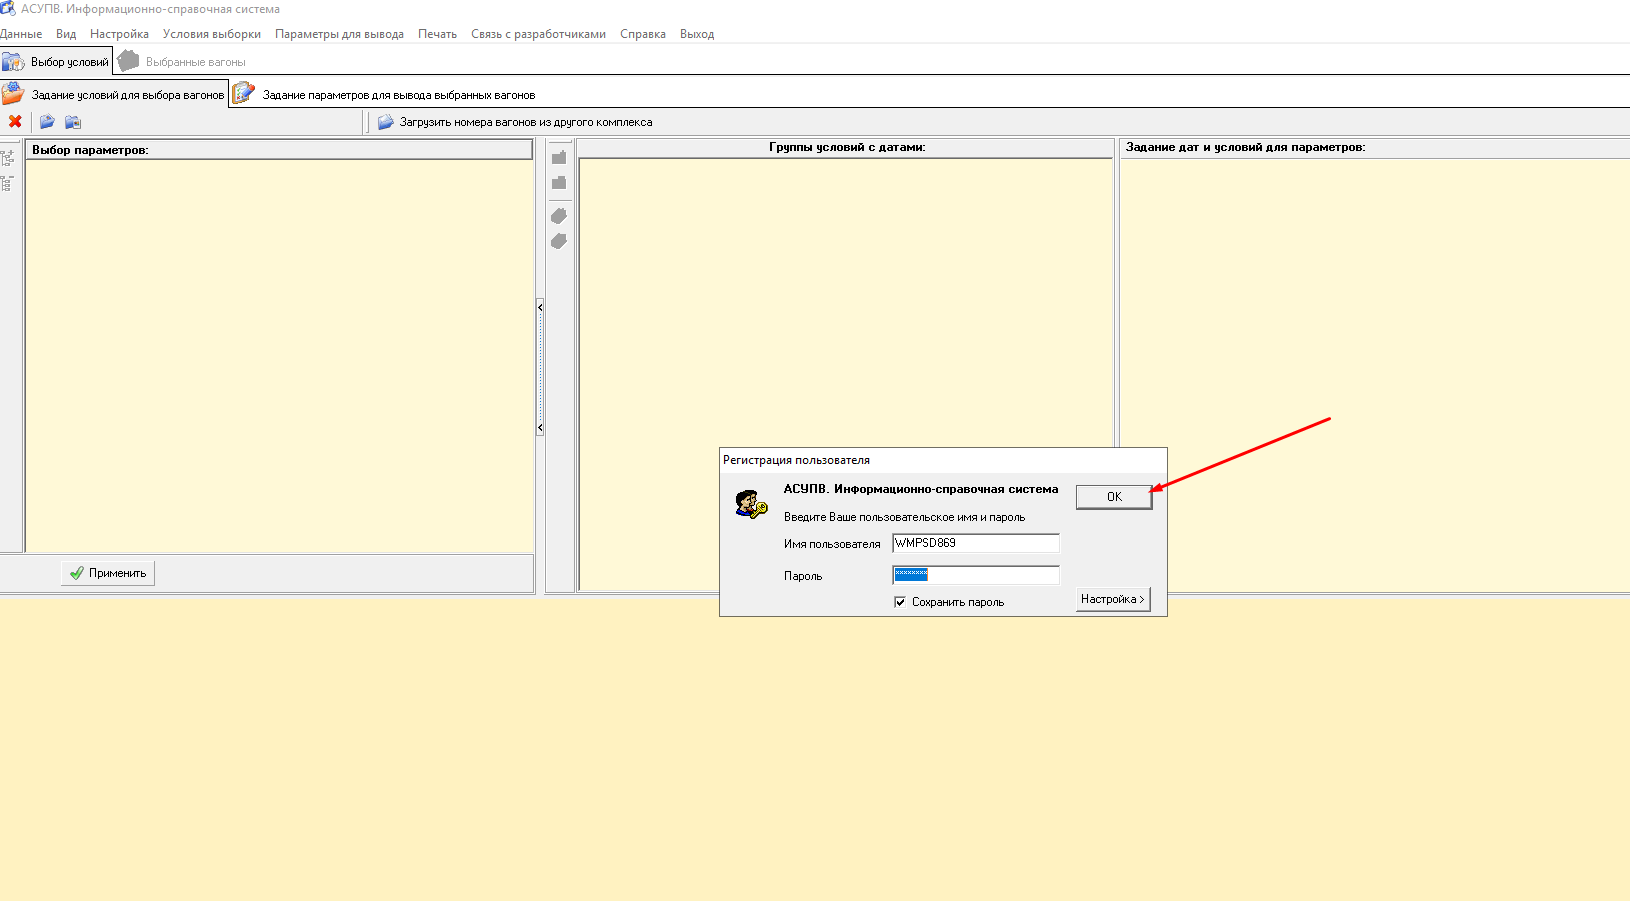 АСУПВ. Информационно-справочная система
Данные Вид Настройка Условия выборки Параметры для вывода Печать Связь с разработчиками Справка Выход
Выбор условий Выбранные вагоны
Задание условий для выбора вагонов Задание параметров для вывода выбранных вагонов
Загрузить номера вагонов из другого комплекса
Выбор параметров: Группы условий с датами: Задание дат и условий для параметров:
Регистрация пользователя
АСУПВ. Информационно-справочная система
OK
Введите Ваше пользовательское имя и пароль
Имя пользователя WMPSD869
Пароль ********
Сохранить пароль
Настройка >
Применить